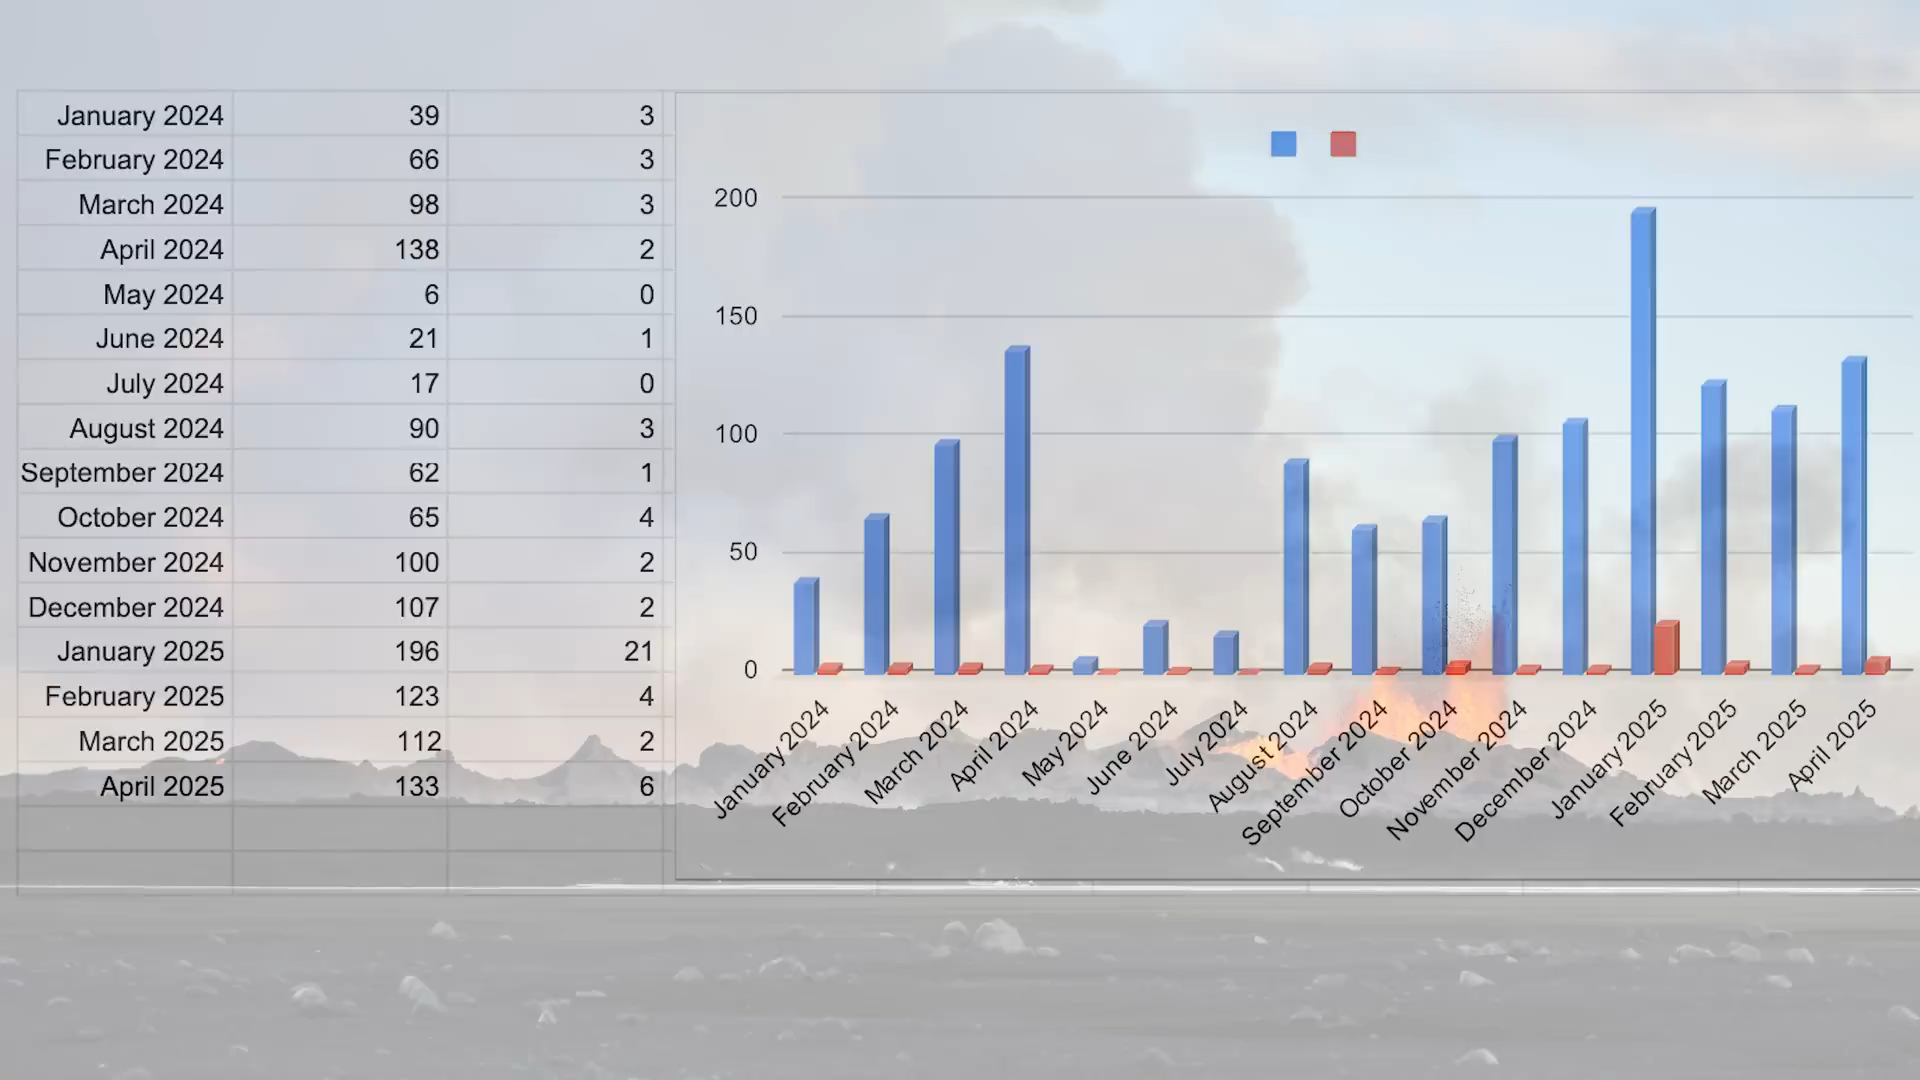 January 2024 39 3
February 2024 66 3
March 2024 98 3
April 2024 138 2
May 2024 6 0
June 2024 21 1
July 2024 17 0
August 2024 90 3
September 2024 62 1
October 2024 65 4
November 2024 100 2
December 2024 107 2
January 2025 196 21
February 2025 123 4
March 2025 112 2
April 2025 133 6
200
150
100
50
0
January 2024
February 2024
March 2024
April 2024
May 2024
June 2024
July 2024
August 2024
September 2024
October 2024
November 2024
December 2024
January 2025
February 2025
March 2025
April 2025